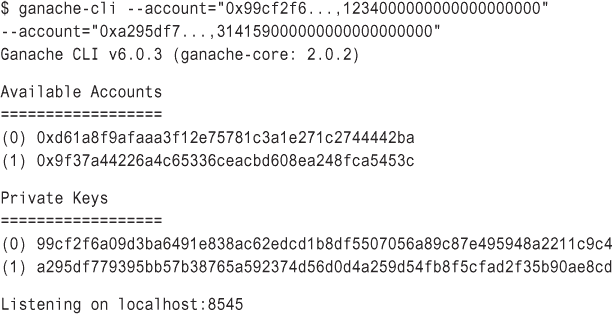 $ ganache-cli --account="0x99cf2f6...,1234000000000000000000"
--account="0xa295df7...,314159000000000000000000"
Ganache CLI v6.0.3 (ganache-core: 2.0.2)
Available Accounts
==================
(0) 0xd61a8f9afaaa3f12e75781c3a1e271c2744442ba
(1) 0x9f37a44226a4c65336ceacbd608ea248fca5453c
Private Keys
==================
(0) 99cf2f6a09d3ba6491e838ac62edcd1b8df5507056a89c87e495948a2211c9c4
(1) a295df779395bb57b38765a592374d56d0d4a259d54fb8f5cfad2f35b90ae8cd
Listening on localhost:8545